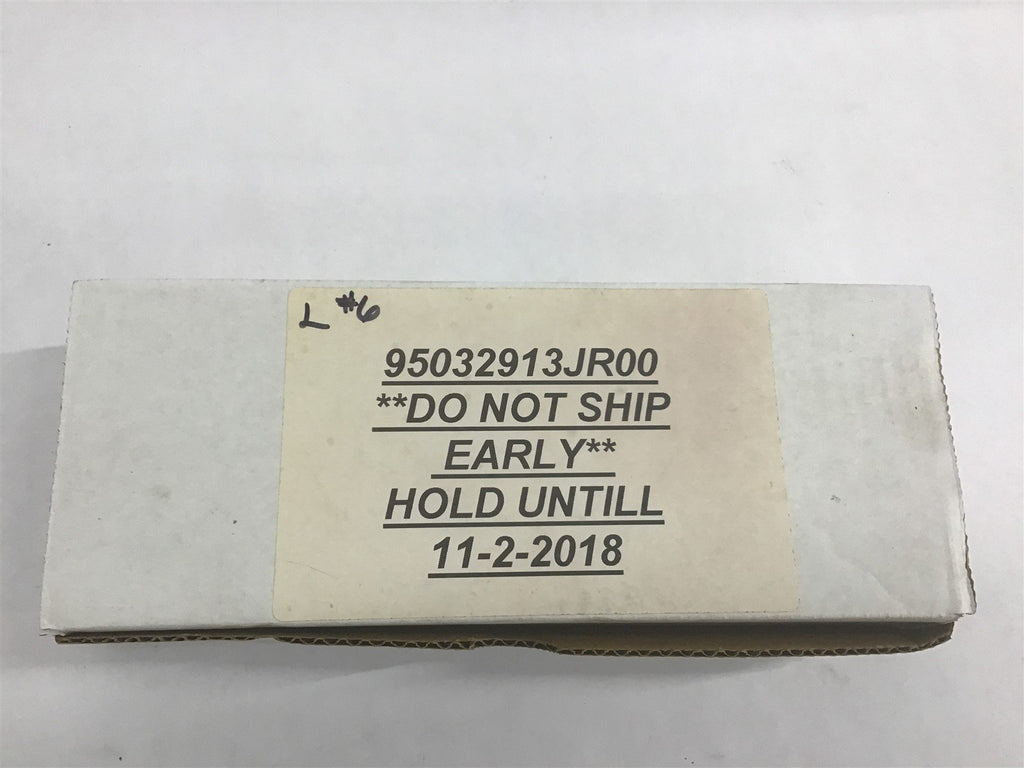 L #6
95032913JR00
**DO NOT SHIP
EARLY**
HOLD UNTILL
11-2-2018